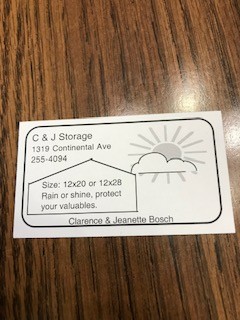 C & J Storage
1319 Continental Ave
255-4094
Size: 12x20 or 12x28
Rain or shine, protect
your valuables.
Clarence & Jeanette Bosch